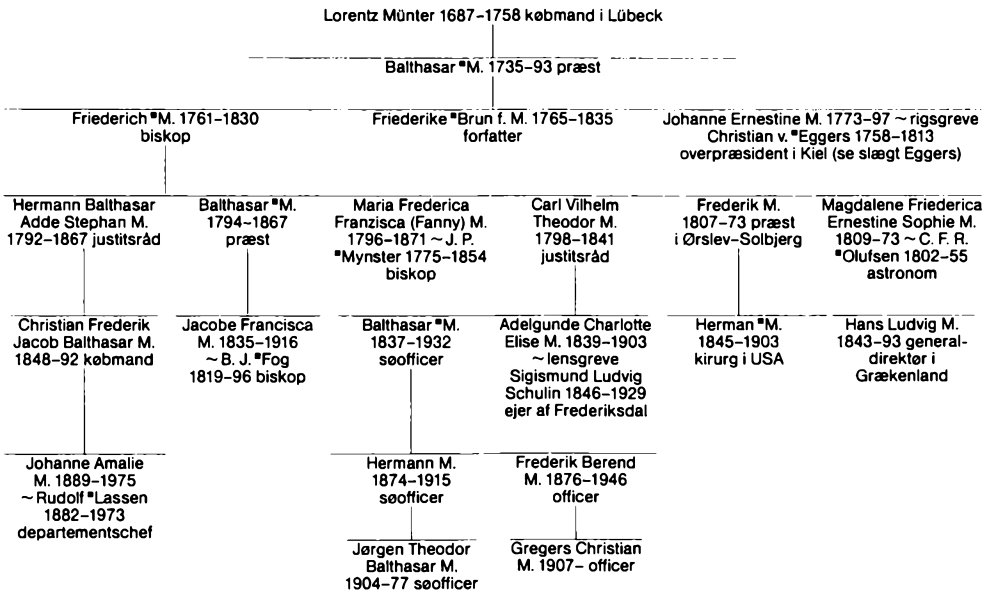 Lorentz Münter 1687–1758 købmand i Lübeck
Balthasar ■M. 1735–93 præst
Friederich ■M. 1761–1830
biskop
Friederike ■Brun f. M. 1765–1835
forfatter
Johanne Ernestine M. 1773–97 ~ rigsgreve
Christian v. ■Eggers 1758–1813
overpræsident i Kiel (se slægt Eggers)
Hermann Balthasar
Adde Stephan M.
1792–1867 justitsråd
Balthasar ■M.
1794–1867
præst
Maria Frederica
Franzisca (Fanny) M.
1796–1871 ~ J. P.
■Mynster 1775–1854
biskop
Carl Vilhelm
Theodor M.
1798–1841
justitsråd
Frederik M.
1807–73 præst
i Ørslev–Solbjerg
Magdalene Friederica
Ernestine Sophie M.
1809–73 ~ C. F. R.
■Olufsen 1802–55
astronom
Christian Frederik
Jacob Balthasar M.
1848–92 købmand
Jacobe Francisca
M. 1835–1916
~ B. J. ■Fog
1819–96 biskop
Balthasar ■M.
1837–1932
søofficer
Adelgunde Charlotte
Elise M. 1839–1903
~ lensgreve
Sigismund Ludvig
Schulin 1846–1929
ejer af Frederiksdal
Herman ■M.
1845–1903
kirurg i USA
Hans Ludvig M.
1843–93 general-
direktør i
Grækenland
Johanne Amalie
M. 1889–1975
~ Rudolf ■Lassen
1882–1973
departementschef
Hermann M.
1874–1915
søofficer
Frederik Berend
M. 1876–1946
officer
Jørgen Theodor
Balthasar M.
1904–77 søofficer
Gregers Christian
M. 1907– officer